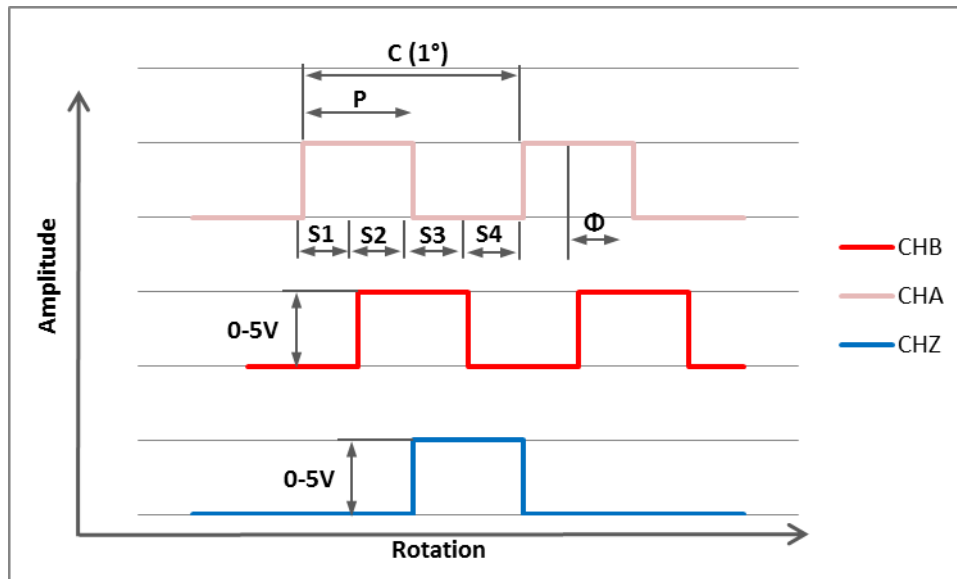 C (1°)
P
S1 S2 S3 S4 Φ
Amplitude
CHB
0-5V
CHA
CHZ
0-5V
Rotation